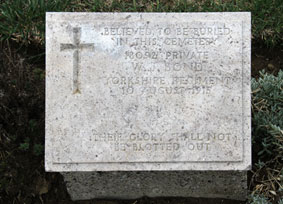 BELIEVED TO BE BURIED
IN THIS CEMETERY
PRIVATE
YORKSHIRE REGIMENT
10 AUGUST 1915
THEIR GLORY SHALL NOT
BE BLOTTED OUT